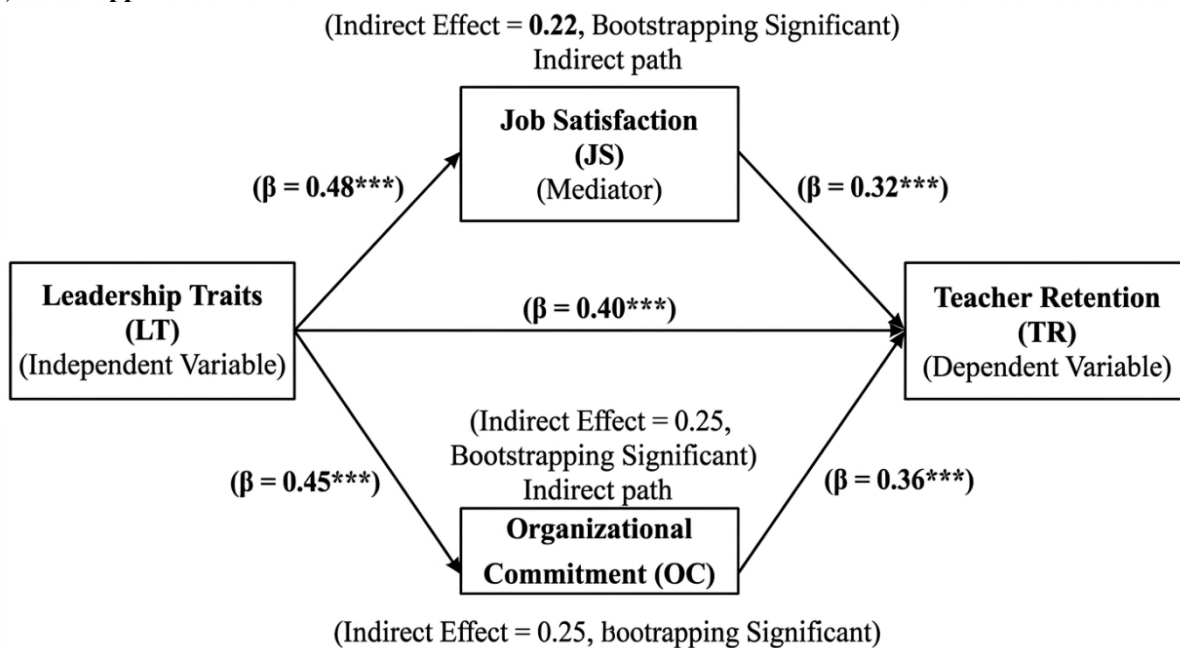 (Indirect Effect = 0.22, Bootstrapping Significant)
Indirect path
Job Satisfaction
(JS)
(Mediator)
(β = 0.48***)
(β = 0.32***)
Leadership Traits
(LT)
(Independent Variable)
(β = 0.40***)
Teacher Retention
(TR)
(Dependent Variable)
(Indirect Effect = 0.25,
Bootstrapping Significant)
Indirect path
(β = 0.45***)
(β = 0.36***)
Organizational
Commitment (OC)
(Indirect Effect = 0.25, bootrapping Significant)